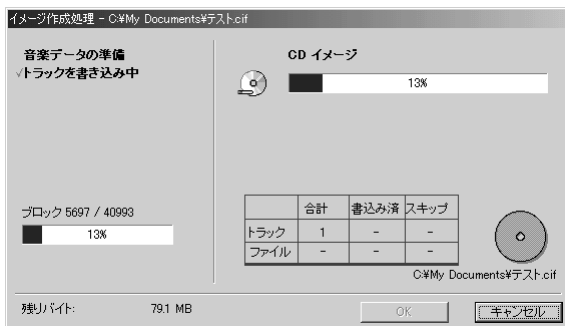 イメージ作成処理 - C:¥My Documents¥テスト.cif
音楽データの準備
√トラックを書き込み中
CD イメージ
13%
ブロック 5697 / 40993
13%
合計 書込み済 スキップ
トラック 1 - -
ファイル - - -
C:¥My Documents¥テスト.cif
残りバイト: 79.1 MB
OK キャンセル